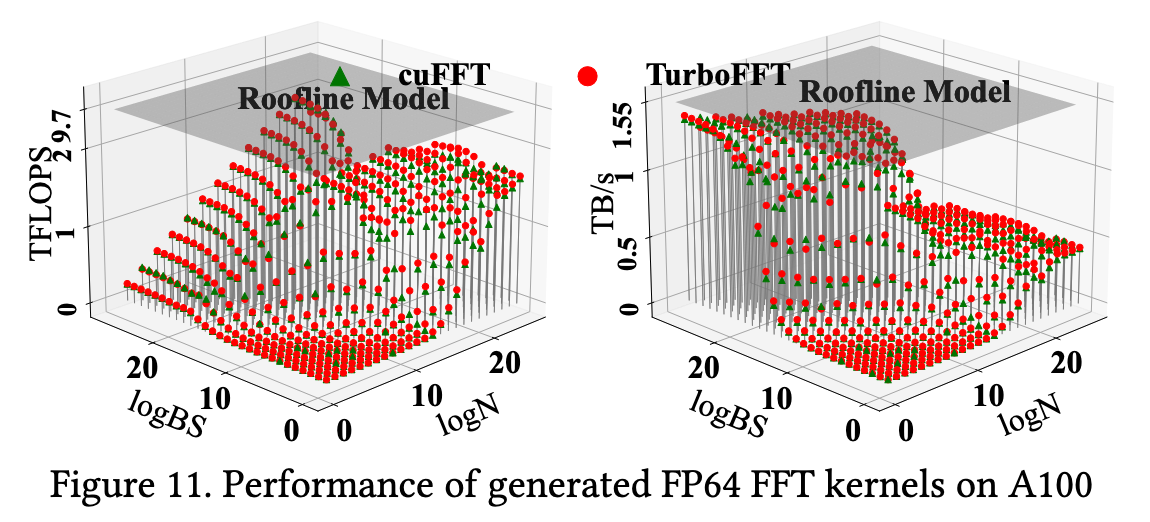 cuFFT TurboFFT
Roofline Model
TFLOPS
9.7
2
1
0
20
10
0
logBS
0
10
20
logN
Roofline Model
TB/s
1.55
1
0.5
0
20
10
0
logBS
0
10
20
logN
Figure 11. Performance of generated FP64 FFT kernels on A100